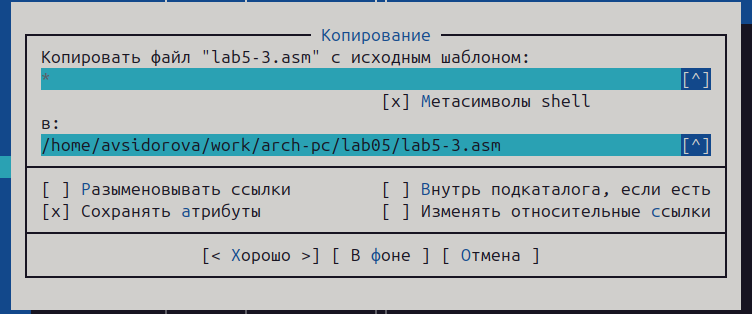 Копирование
Копировать файл "lab5-3.asm" с исходным шаблоном:
* [^]
[x] Метасимволы shell
в:
/home/avsidorova/work/arch-pc/lab05/lab5-3.asm [^]
[ ] Разыменовывать ссылки [ ] Внутрь подкаталога, если есть
[x] Сохранять атрибуты [ ] Изменять относительные ссылки
[< Хорошо >] [ В фоне ] [ Отмена ]